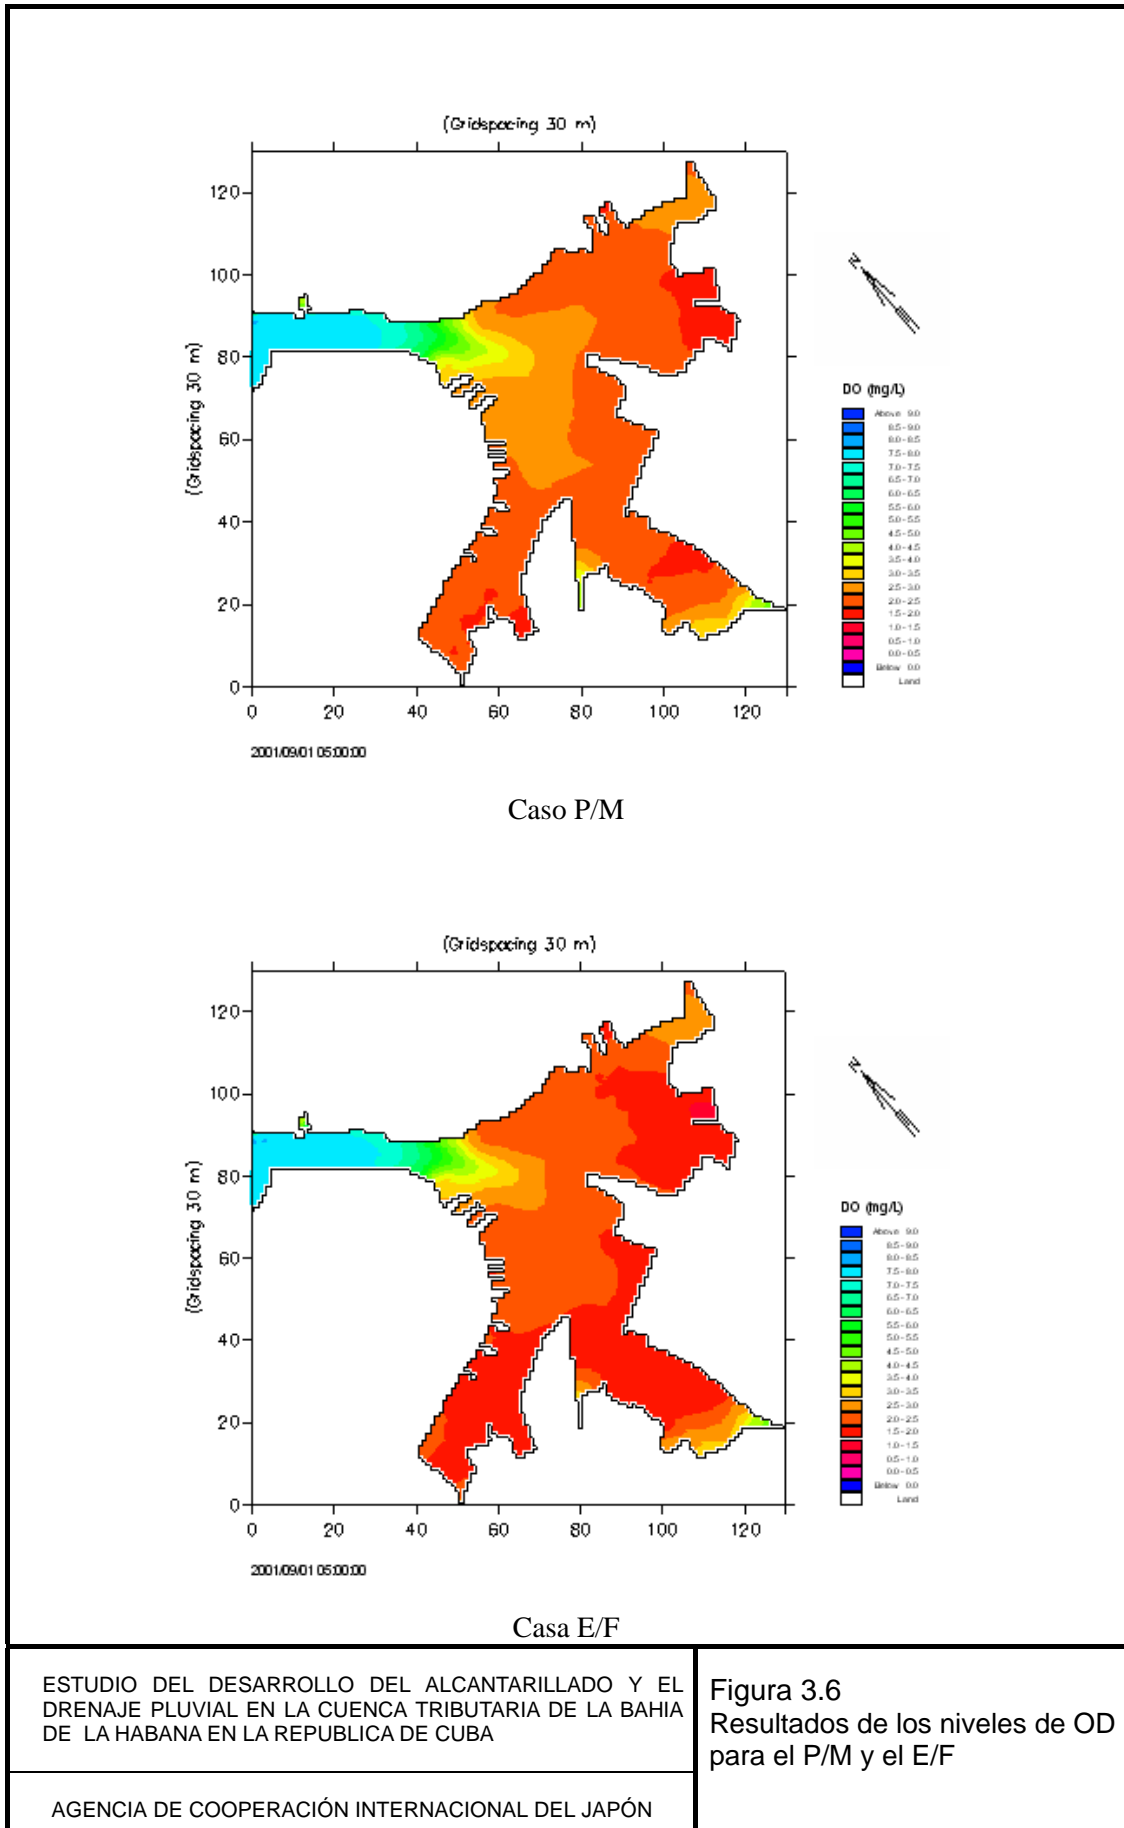 (Gridspacing 30 m)
(Gridspacing 30 m)
120
100
80
60
40
20
0
0 20 40 60 80 100 120
2001/09/01 05:00:00
N
DO (mg/L)
Above 9.0
8.5 - 9.0
8.0 - 8.5
7.5 - 8.0
7.0 - 7.5
6.5 - 7.0
6.0 - 6.5
5.5 - 6.0
5.0 - 5.5
4.5 - 5.0
4.0 - 4.5
3.5 - 4.0
3.0 - 3.5
2.5 - 3.0
2.0 - 2.5
1.5 - 2.0
1.0 - 1.5
0.5 - 1.0
0.0 - 0.5
Below 0.0
Land
Caso P/M
(Gridspacing 30 m)
(Gridspacing 30 m)
120
100
80
60
40
20
0
0 20 40 60 80 100 120
2001/09/01 05:00:00
N
DO (mg/L)
Above 9.0
8.5 - 9.0
8.0 - 8.5
7.5 - 8.0
7.0 - 7.5
6.5 - 7.0
6.0 - 6.5
5.5 - 6.0
5.0 - 5.5
4.5 - 5.0
4.0 - 4.5
3.5 - 4.0
3.0 - 3.5
2.5 - 3.0
2.0 - 2.5
1.5 - 2.0
1.0 - 1.5
0.5 - 1.0
0.0 - 0.5
Below 0.0
Land
Casa E/F
ESTUDIO DEL DESARROLLO DEL ALCANTARILLADO Y EL
DRENAJE PLUVIAL EN LA CUENCA TRIBUTARIA DE LA BAHIA
DE LA HABANA EN LA REPUBLICA DE CUBA
AGENCIA DE COOPERACIÓN INTERNACIONAL DEL JAPÓN
Figura 3.6
Resultados de los niveles de OD
para el P/M y el E/F